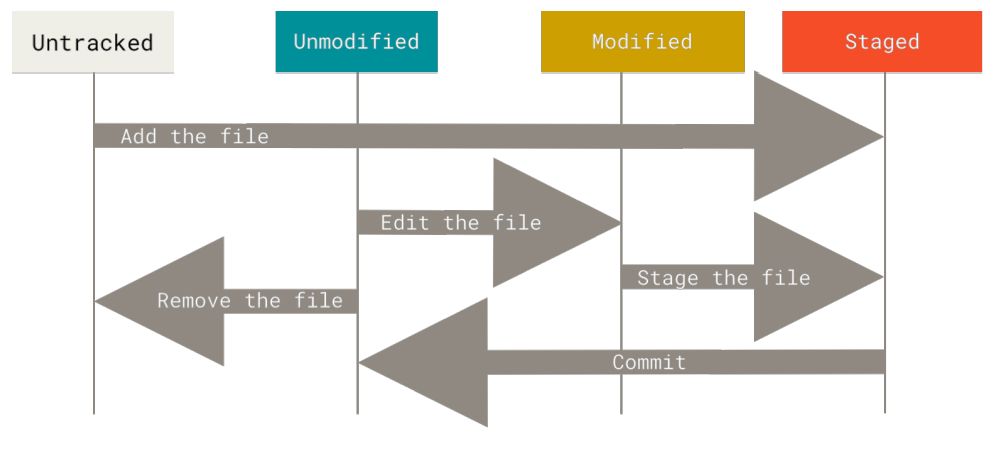 Untracked
Unmodified
Modified
Staged
Add the file
Edit the file
Stage the file
Remove the file
Commit